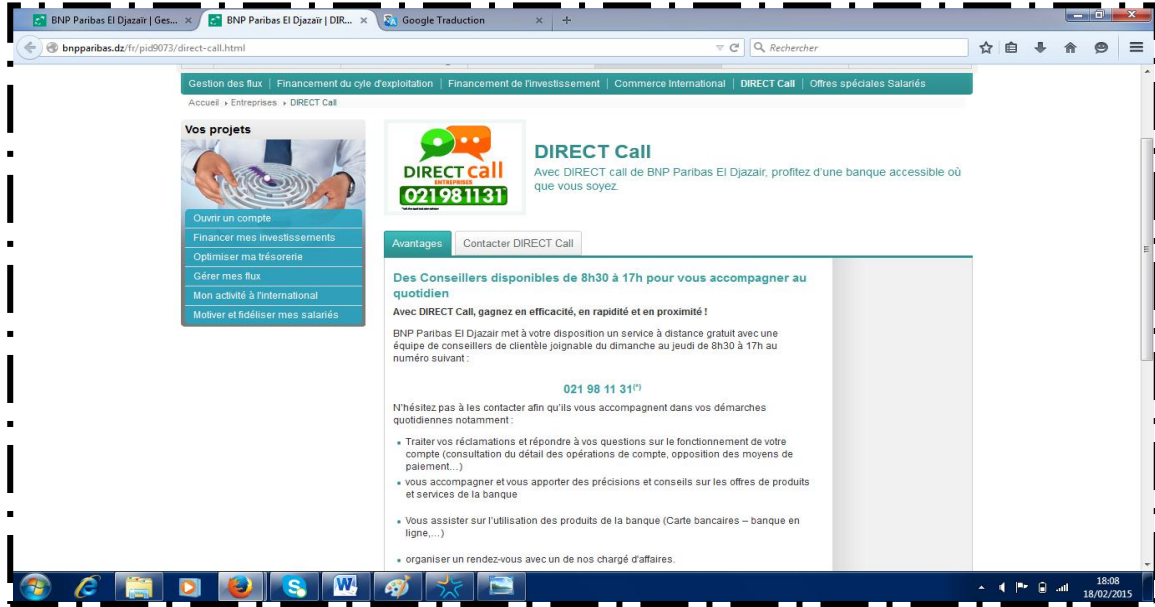 BNP Paribas El Djazaïr | Ges...
BNP Paribas El Djazaïr | DIR...
Google Traduction
bnpparibas.dz/fr/pid9073/direct-call.html
Rechercher
Gestion des flux | Financement du cyle d'exploitation | Financement de l'investissement | Commerce International | DIRECT Call | Offres spéciales Salariés
Accueil › Entreprises › DIRECT Call
Vos projets
Ouvrir un compte
Financer mes investissements
Optimiser ma trésorerie
Gérer mes flux
Mon activité à l'international
Motiver et fidéliser mes salariés
DIRECT call
ENTREPRISES
021981131
DIRECT Call
Avec DIRECT call de BNP Paribas El Djazair, profitez d'une banque accessible où
que vous soyez.
Avantages
Contacter DIRECT Call
Des Conseillers disponibles de 8h30 à 17h pour vous accompagner au
quotidien
Avec DIRECT Call, gagnez en efficacité, en rapidité et en proximité !
BNP Paribas El Djazair met à votre disposition un service à distance gratuit avec une
équipe de conseillers de clientèle joignable du dimanche au jeudi de 8h30 à 17h au
numéro suivant :
021 98 11 31(*)
N'hésitez pas à les contacter afin qu'ils vous accompagnent dans vos démarches
quotidiennes notamment :
Traiter vos réclamations et répondre à vos questions sur le fonctionnement de votre
compte (consultation du détail des opérations de compte, opposition des moyens de
paiement...)
vous accompagner et vous apporter des précisions et conseils sur les offres de produits
et services de la banque
Vous assister sur l'utilisation des produits de la banque (Carte bancaires – banque en
ligne,...)
organiser un rendez-vous avec un de nos chargé d'affaires.
18:08
18/02/2015